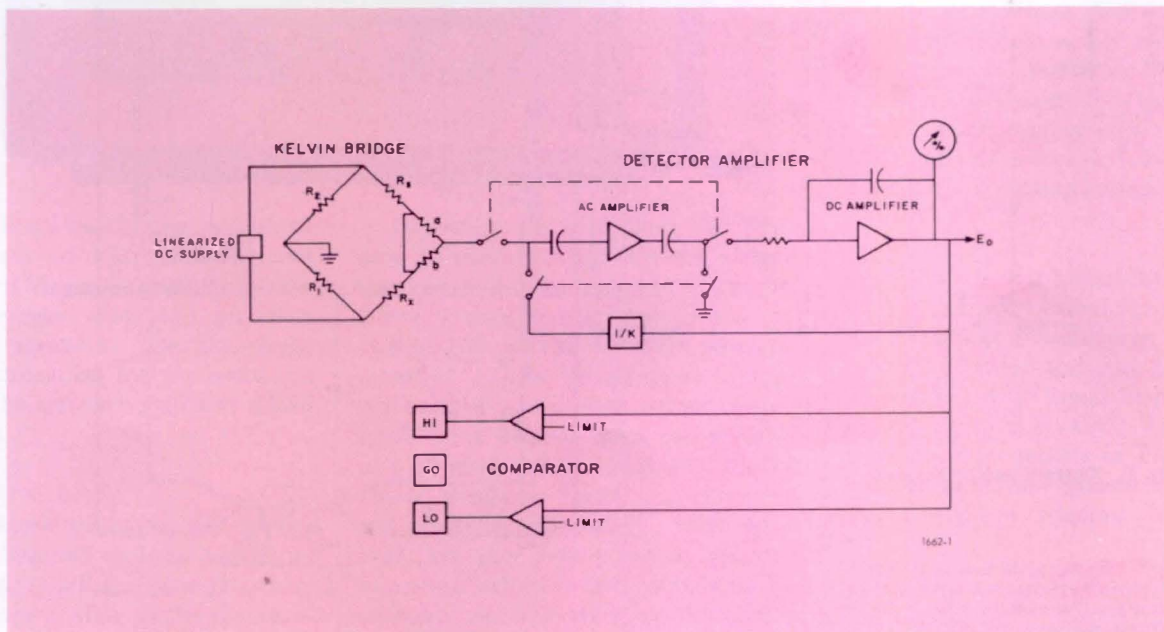 KELVIN BRIDGE
DETECTOR AMPLIFIER
%
AC AMPLIFIER
DC AMPLIFIER
E₀
LINEARIZED
DC SUPPLY
a
b
I/K
HI
LIMIT
GO
COMPARATOR
LO
LIMIT
1662-1